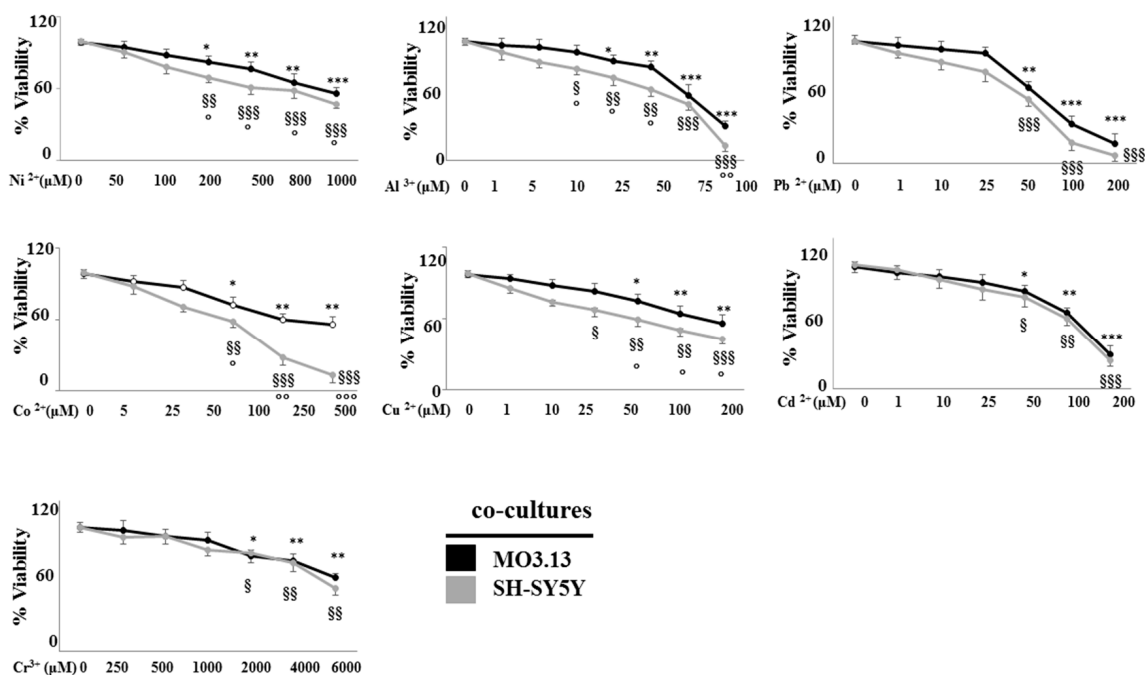 120
60
0
% Viability
* ** ** ***
§§ §§§ §§§ §§§
° ° ° °
Ni 2+(µM) 0 50 100 200 500 800 1000
120
60
0
% Viability
* ** *** ***
§ §§ §§ §§§ §§§
° ° ° °°
Al 3+ (µM) 0 1 5 10 25 50 75 100
120
60
0
% Viability
** *** ***
§§§ §§§ §§§
Pb 2+(µM) 0 1 10 25 50 100 200
120
60
0
% Viability
* ** **
§§ §§§ §§§
° °° °°°
Co 2+(µM) 0 5 25 50 100 250 500
120
60
0
% Viability
* ** **
§ §§ §§ §§§
° ° °
Cu 2+(µM) 0 1 10 25 50 100 200
120
60
0
% Viability
* ** ***
§ §§ §§§
Cd 2+(µM) 0 1 10 25 50 100 200
120
60
0
% Viability
* ** **
§ §§ §§
Cr3+ (µM) 0 250 500 1000 2000 4000 6000
co-cultures
MO3.13
SH-SY5Y